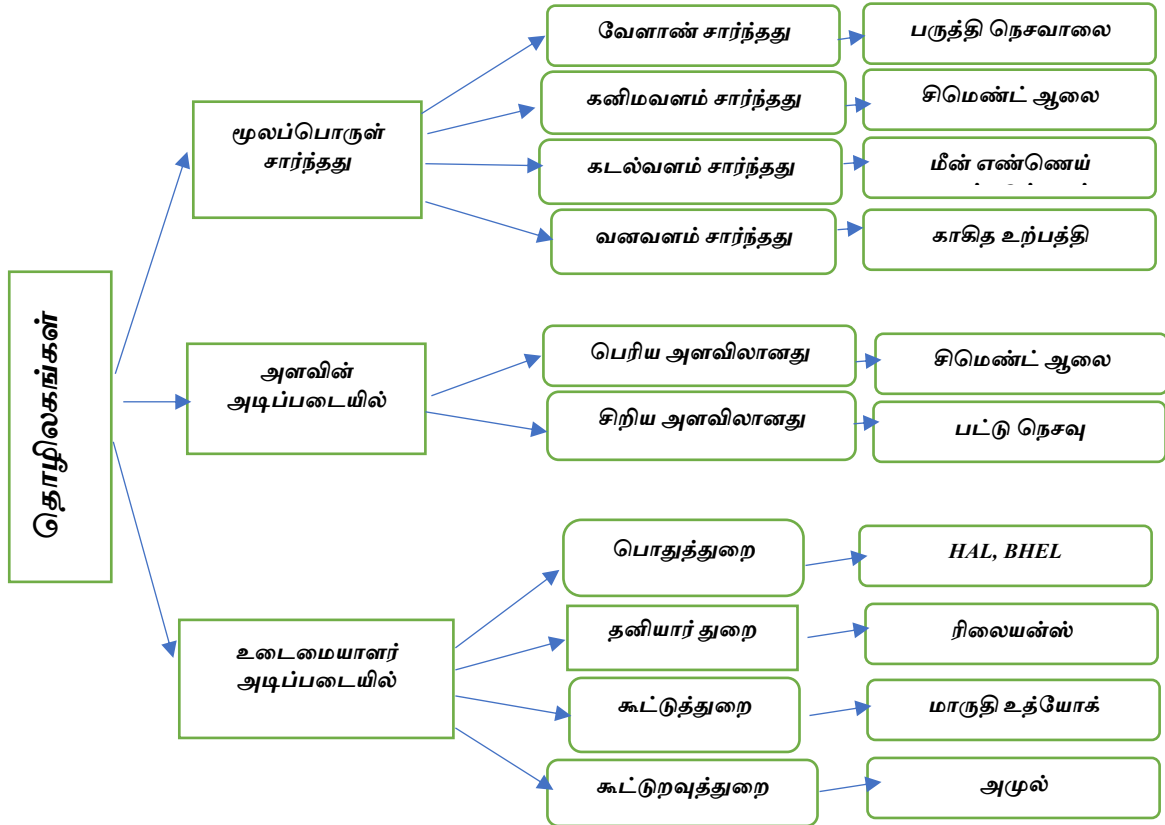 தொழிலகங்கள்
மூலப்பொருள்
சார்ந்தது
வேளாண் சார்ந்தது
பருத்தி நெசவாலை
கனிமவளம் சார்ந்தது
சிமெண்ட் ஆலை
கடல்வளம் சார்ந்தது
மீன் எண்ணெய்
வனவளம் சார்ந்தது
காகித உற்பத்தி
அளவின்
அடிப்படையில்
பெரிய அளவிலானது
சிமெண்ட் ஆலை
சிறிய அளவிலானது
பட்டு நெசவு
உடைமையாளர்
அடிப்படையில்
பொதுத்துறை
HAL, BHEL
தனியார் துறை
ரிலையன்ஸ்
கூட்டுத்துறை
மாருதி உத்யோக்
கூட்டுறவுத்துறை
அமுல்